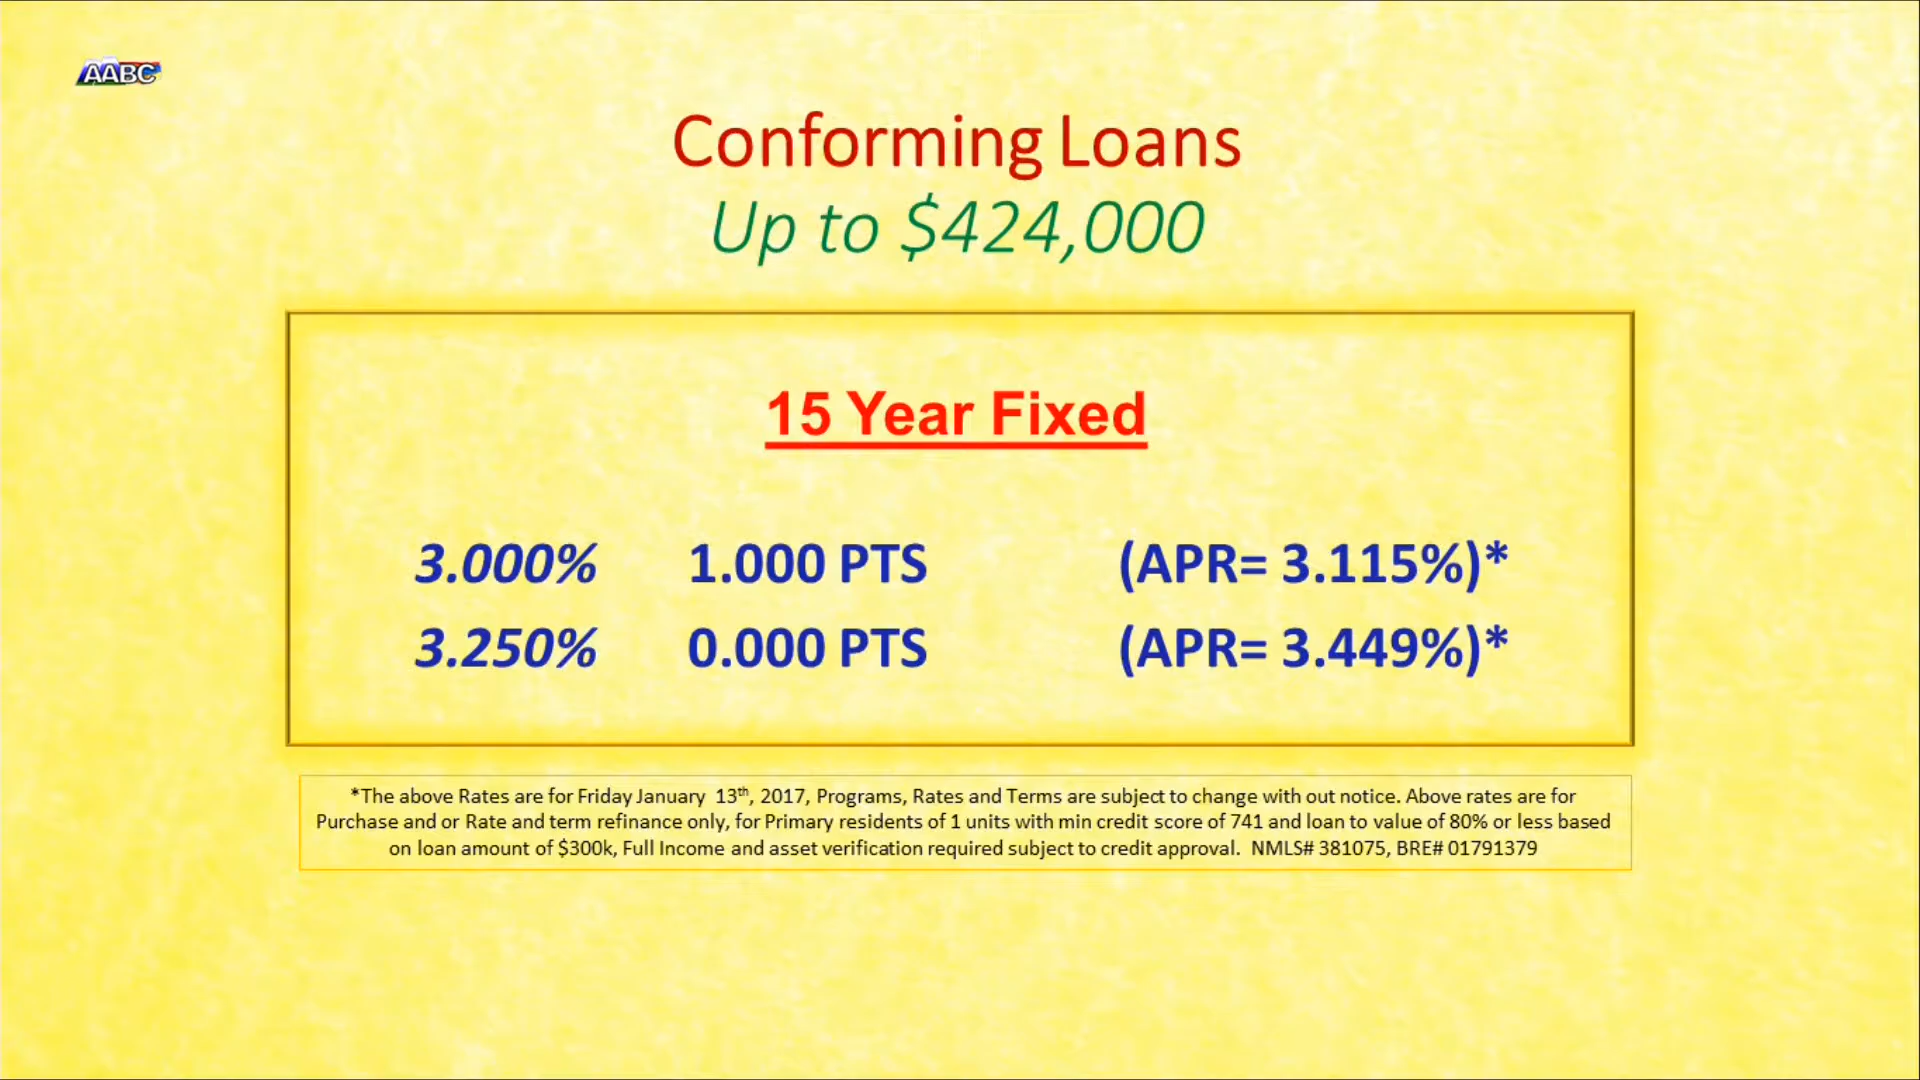 AABC
Conforming Loans
Up to $424,000
15 Year Fixed
3.000% 1.000 PTS (APR= 3.115%)*
3.250% 0.000 PTS (APR= 3.449%)*
*The above Rates are for Friday January 13th, 2017, Programs, Rates and Terms are subject to change with out notice. Above rates are for
Purchase and or Rate and term refinance only, for Primary residents of 1 units with min credit score of 741 and loan to value of 80% or less based
on loan amount of $300k, Full Income and asset verification required subject to credit approval. NMLS# 381075, BRE# 01791379